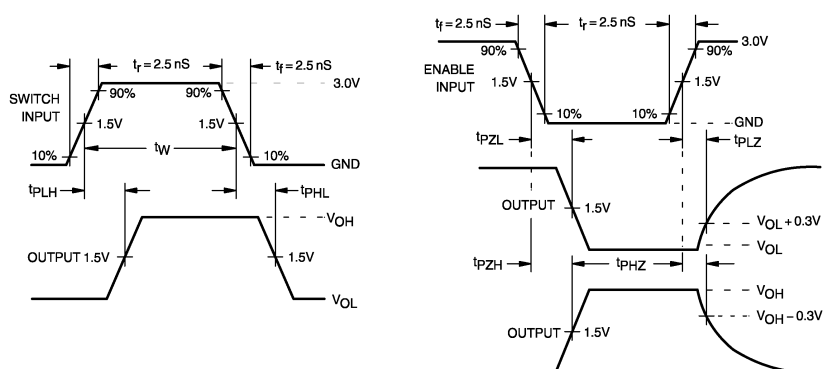 tr = 2.5 nS
tf = 2.5 nS
90%
90%
3.0V
SWITCH
INPUT
1.5V
1.5V
tW
10%
10%
GND
tPLH
tPHL
VOH
OUTPUT 1.5V
1.5V
VOL
tf = 2.5 nS
tr = 2.5 nS
90%
90%
3.0V
ENABLE
INPUT
1.5V
1.5V
10%
10%
GND
tPZL
tPLZ
OUTPUT
1.5V
VOL + 0.3V
VOL
tPZH
tPHZ
VOH
VOH – 0.3V
OUTPUT
1.5V